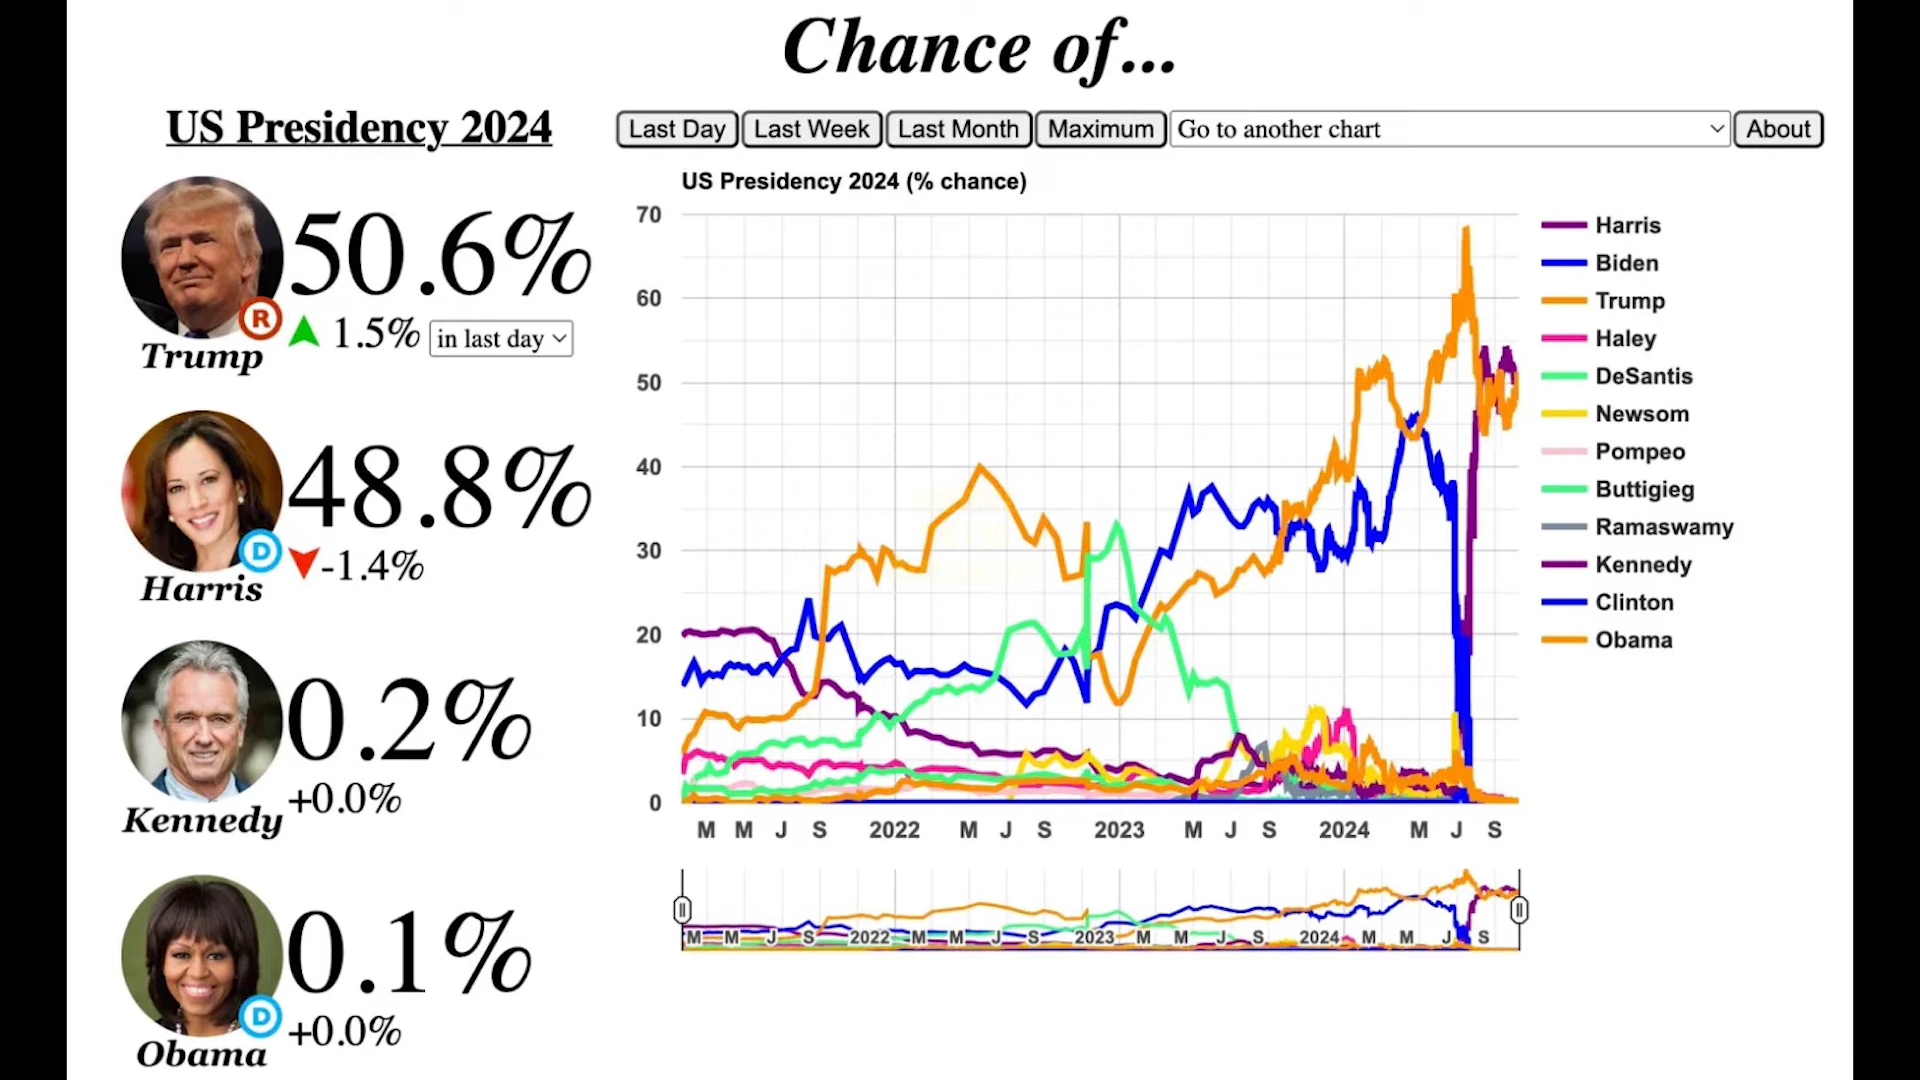 Chance of...
US Presidency 2024
Last Day
Last Week
Last Month
Maximum
Go to another chart
About
R
50.6%
1.5%
in last day
Trump
D
48.8%
-1.4%
Harris
0.2%
+0.0%
Kennedy
D
0.1%
+0.0%
Obama
US Presidency 2024 (% chance)
70
60
50
40
30
20
10
0
M M J S 2022 M J S 2023 M J S 2024 M J S
Harris
Biden
Trump
Haley
DeSantis
Newsom
Pompeo
Buttigieg
Ramaswamy
Kennedy
Clinton
Obama
M M J S 2022 M M J S 2023 M M J S 2024 M M J S